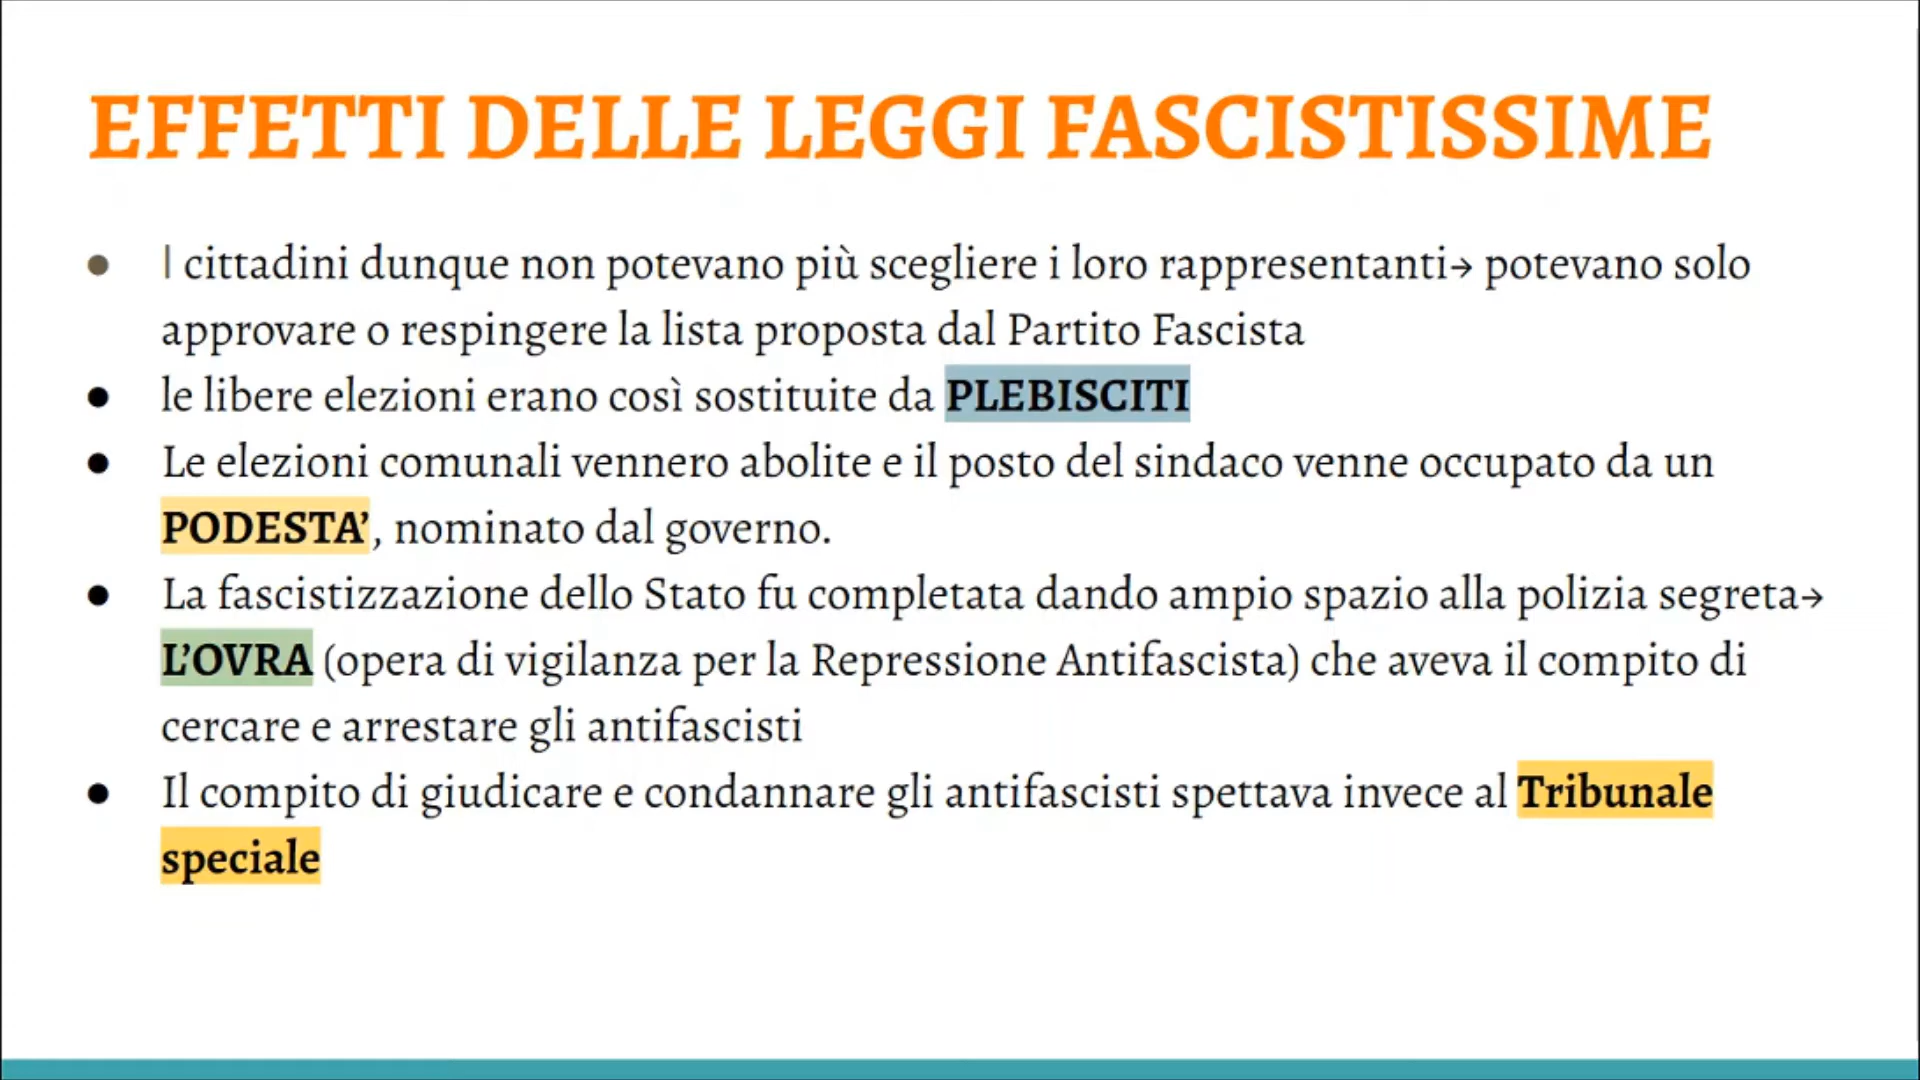 EFFETTI DELLE LEGGI FASCISTISSIME
● I cittadini dunque non potevano più scegliere i loro rappresentanti→ potevano solo
approvare o respingere la lista proposta dal Partito Fascista
● le libere elezioni erano così sostituite da PLEBISCITI
● Le elezioni comunali vennero abolite e il posto del sindaco venne occupato da un
PODESTA’, nominato dal governo.
● La fascistizzazione dello Stato fu completata dando ampio spazio alla polizia segreta→
L’OVRA (opera di vigilanza per la Repressione Antifascista) che aveva il compito di
cercare e arrestare gli antifascisti
● Il compito di giudicare e condannare gli antifascisti spettava invece al Tribunale
speciale